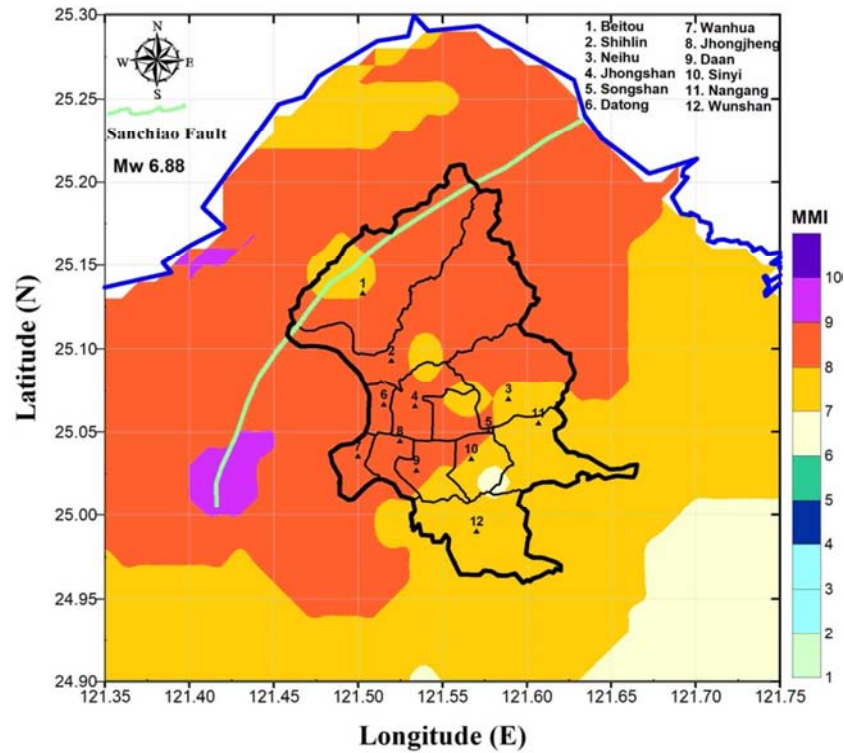 25.30
25.25
25.20
25.15
25.10
25.05
25.00
24.95
24.90
Latitude (N)
N
W E
S
Sanchiao Fault
Mw 6.88
1. Beitou 7. Wanhua
2. Shihlin 8. Jhongjheng
3. Neihu 9. Daan
4. Jhongshan 10. Sinyi
5. Songshan 11. Nangang
6. Datong 12. Wunshan
1
2
3
6 4
11
5
8
7
10
9
12
MMI
10
9
8
7
6
5
4
3
2
1
121.35 121.40 121.45 121.50 121.55 121.60 121.65 121.70 121.75
Longitude (E)